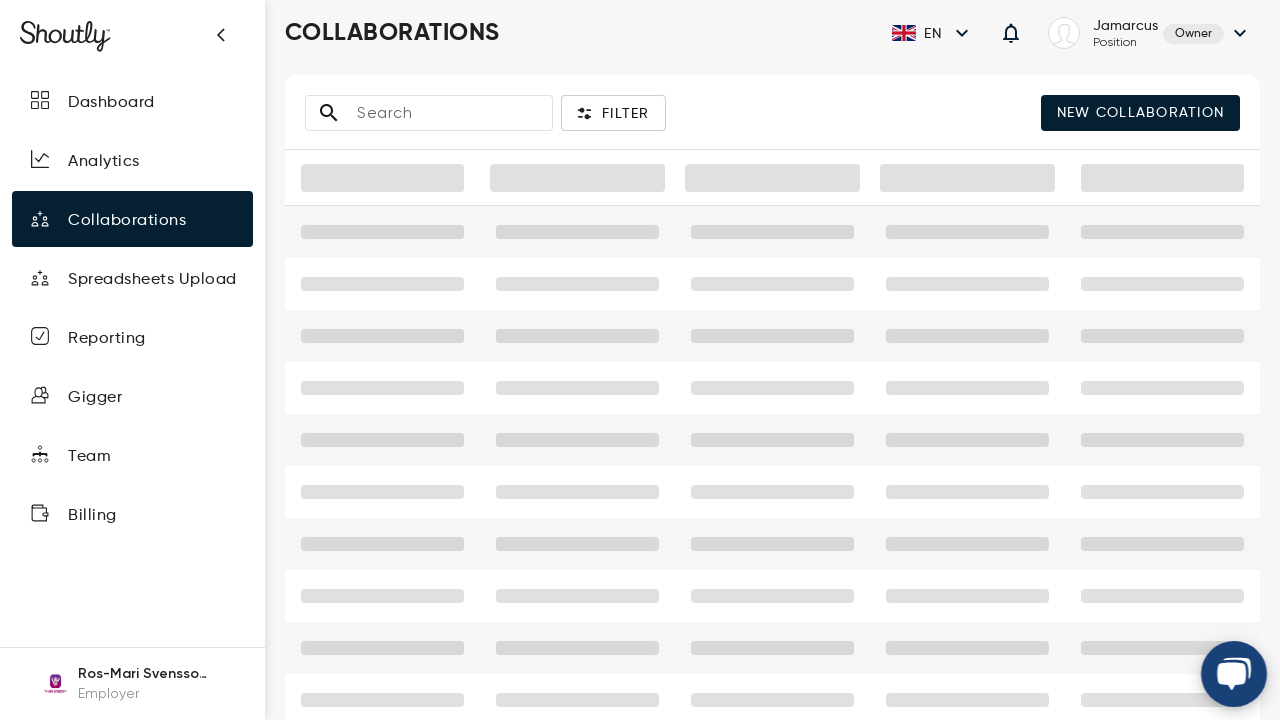 Shoutly
Dashboard
Analytics
Collaborations
Spreadsheets Upload
Reporting
Gigger
Team
Billing
Ros-Mari Svensso...
Employer
COLLABORATIONS
EN
Jamarcus
Position
Owner
Search
FILTER
NEW COLLABORATION